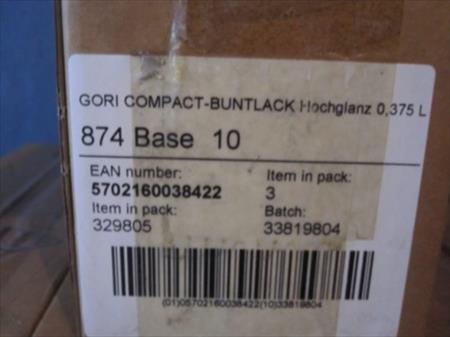 GORI COMPACT-BUNTLACK Hochglanz 0,375 L
874 Base 10
EAN number: Item in pack:
5702160038422 3
Item in pack: Batch:
329805 33819804
(01)05702160038422(10)33819804